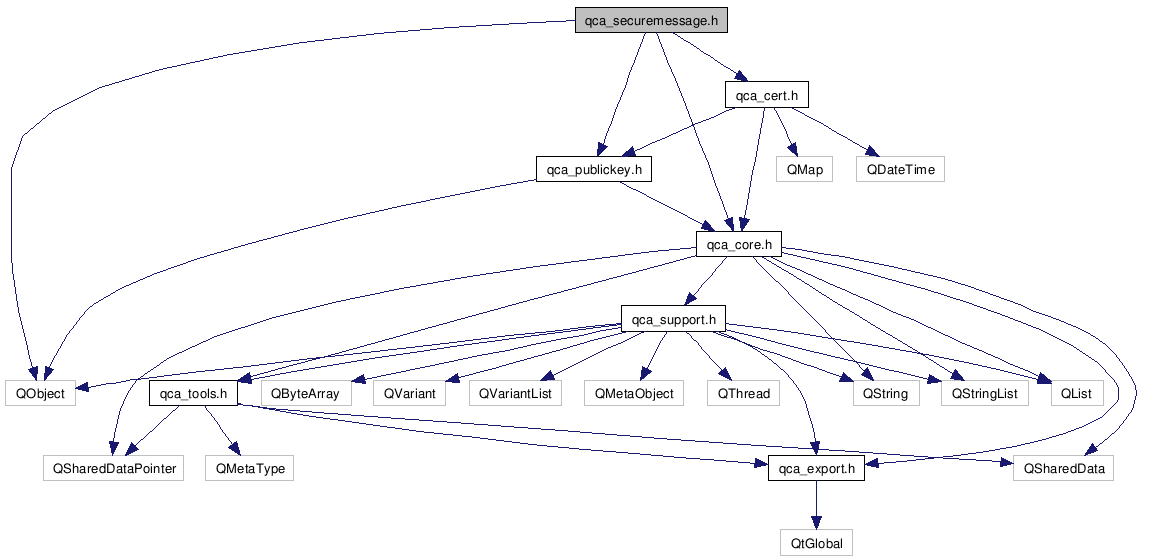 qca_securemessage.h
qca_cert.h
qca_publickey.h
QMap
QDateTime
qca_core.h
qca_support.h
QObject
qca_tools.h
QByteArray
QVariant
QVariantList
QMetaObject
QThread
QString
QStringList
QList
QSharedDataPointer
QMetaType
qca_export.h
QSharedData
QtGlobal